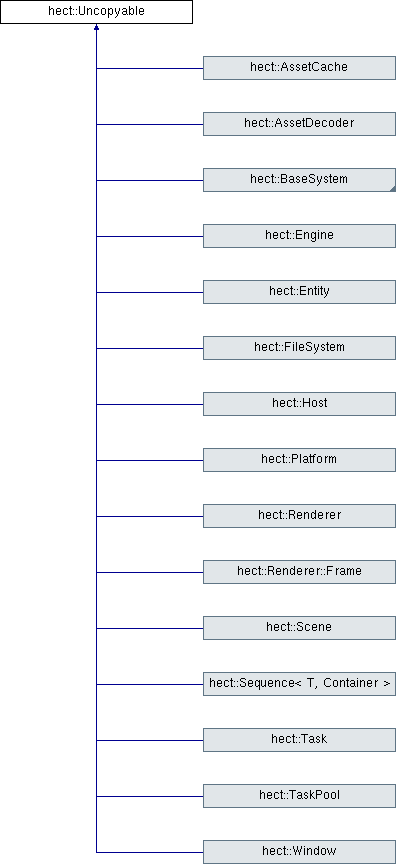 hect::Uncopyable
hect::AssetCache
hect::AssetDecoder
hect::BaseSystem
hect::Engine
hect::Entity
hect::FileSystem
hect::Host
hect::Platform
hect::Renderer
hect::Renderer::Frame
hect::Scene
hect::Sequence< T, Container >
hect::Task
hect::TaskPool
hect::Window